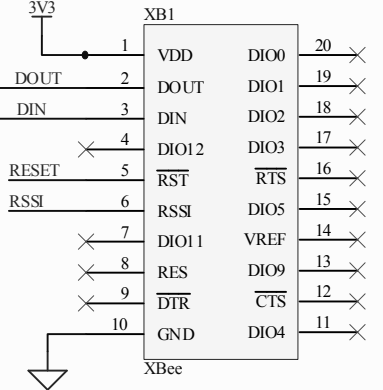 3V3
XB1
1 VDD DIO0 20
DOUT 2 DOUT DIO1 19
DIN 3 DIN DIO2 18
4 DIO12 DIO3 17
RESET 5 RST RTS 16
RSSI 6 RSSI DIO5 15
7 DIO11 VREF 14
8 RES DIO9 13
9 DTR CTS 12
10 GND DIO4 11
XBee